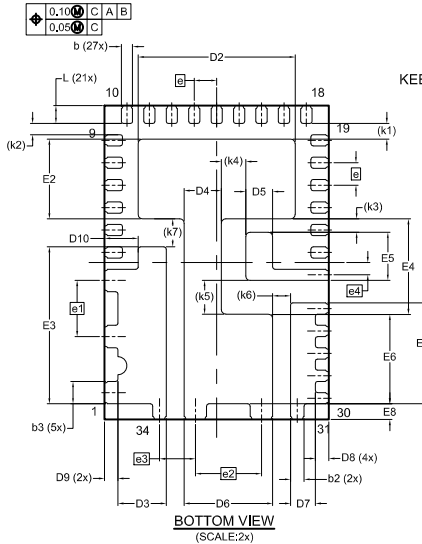 0.10 Ⓜ C A B
0.05 Ⓜ C
b (27x)
D2
L (21x)
e
KEE
10
18
9
19
(k2)
(k1)
(k4)
e
E2
D4
D5
(k3)
D10
(k7)
E5
E4
(k6)
e4
e1
(k5)
E3
E6
E
1
30
E8
b3 (5x)
34
31
e3
D8 (4x)
D9 (2x)
e2
b2 (2x)
D3
D6
D7
BOTTOM VIEW
(SCALE:2x)